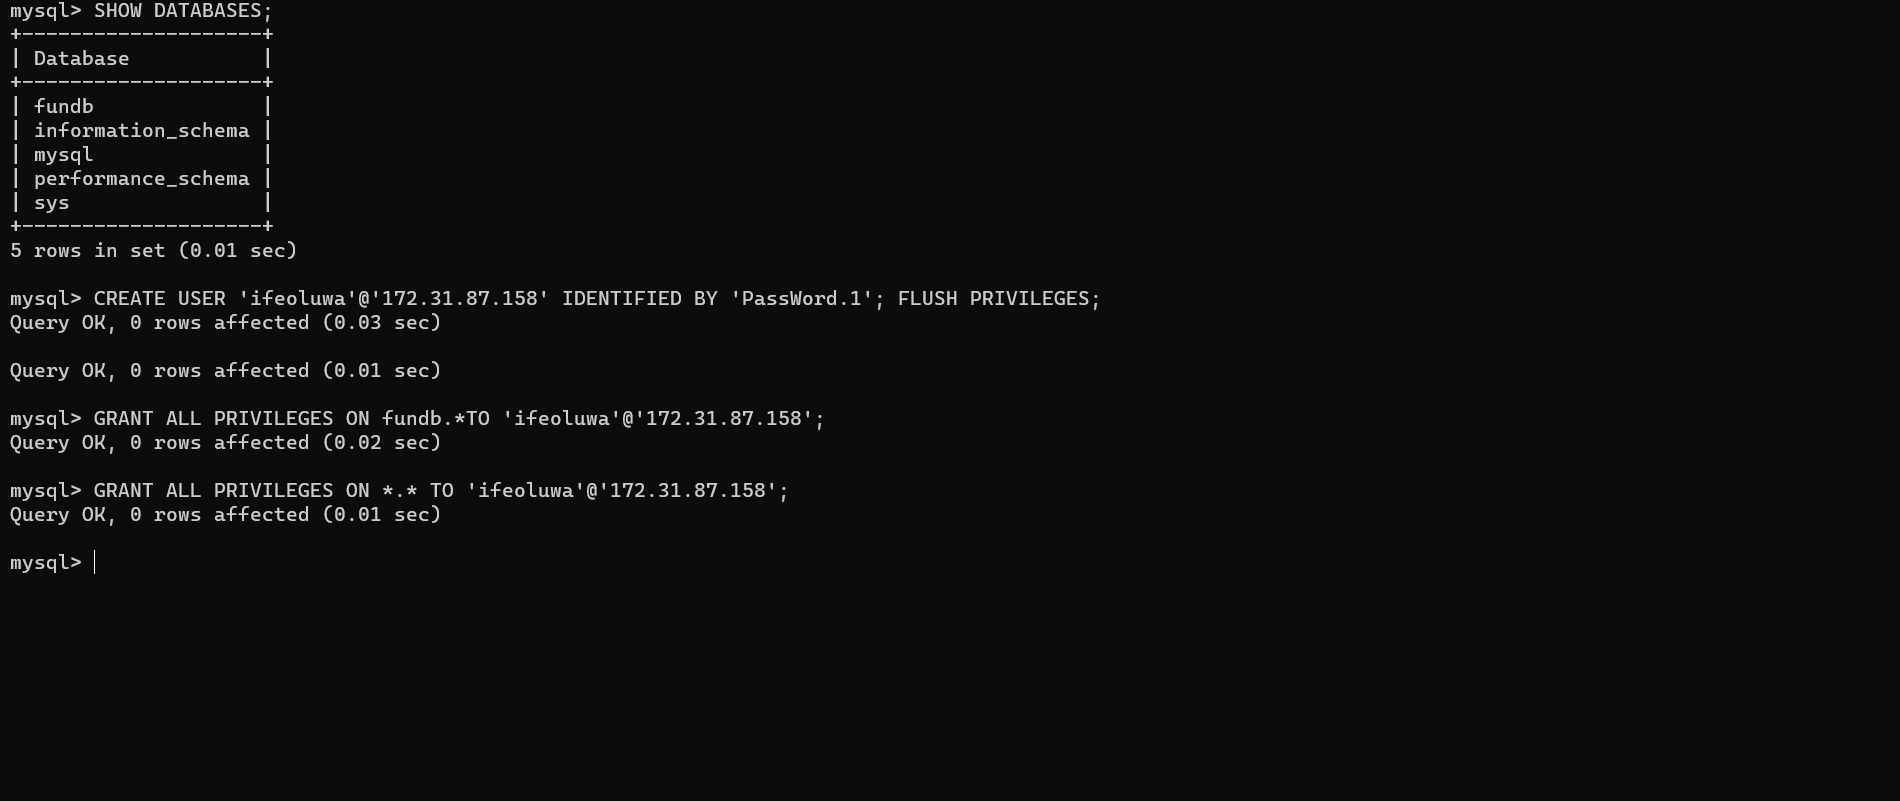 mysql> SHOW DATABASES;
+--------------------+
| Database           |
+--------------------+
| fundb              |
| information_schema |
| mysql              |
| performance_schema |
| sys                |
+--------------------+
5 rows in set (0.01 sec)
mysql> CREATE USER 'ifeoluwa'@'172.31.87.158' IDENTIFIED BY 'PassWord.1'; FLUSH PRIVILEGES;
Query OK, 0 rows affected (0.03 sec)
Query OK, 0 rows affected (0.01 sec)
mysql> GRANT ALL PRIVILEGES ON fundb.*TO 'ifeoluwa'@'172.31.87.158';
Query OK, 0 rows affected (0.02 sec)
mysql> GRANT ALL PRIVILEGES ON *.* TO 'ifeoluwa'@'172.31.87.158';
Query OK, 0 rows affected (0.01 sec)
mysql>